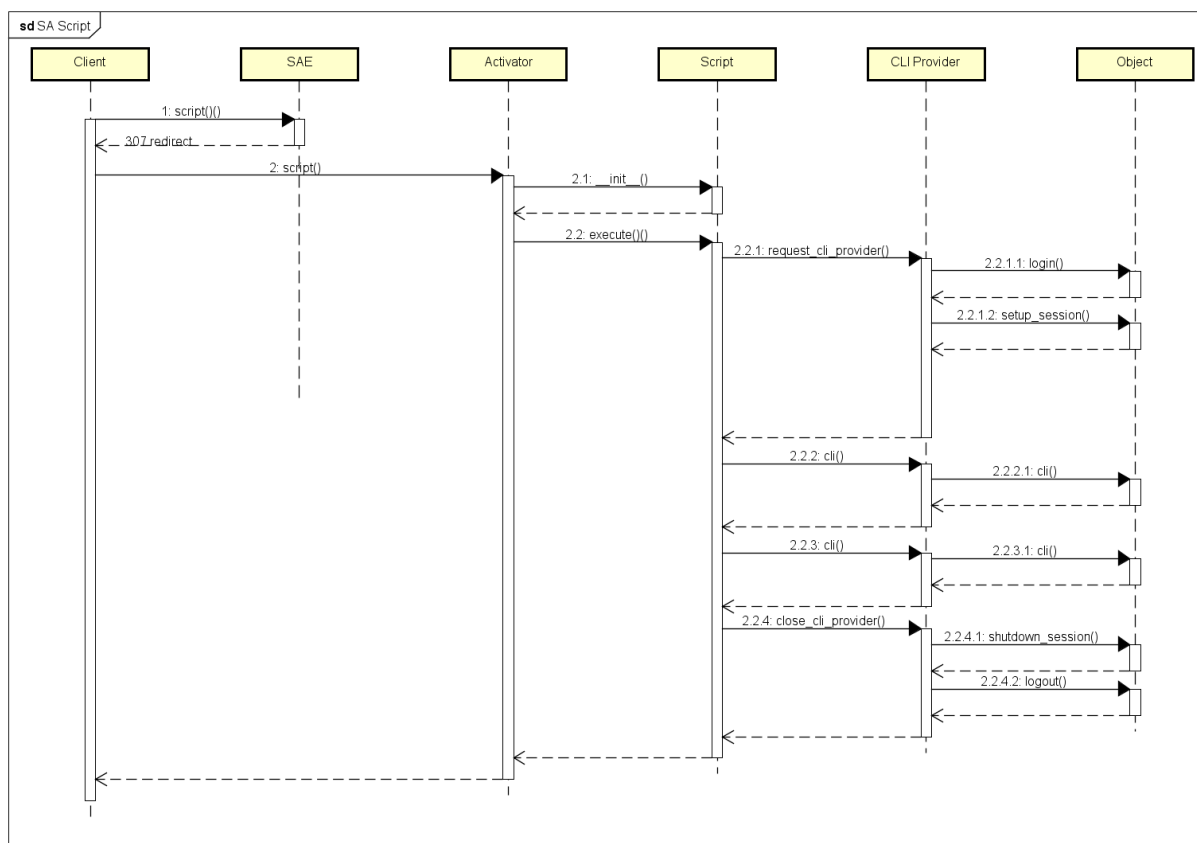 sd SA Script
Client
SAE
Activator
Script
CLI Provider
Object
1: script()()
307 redirect
2: script()
2.1: __init__()
2.2: execute()()
2.2.1: request_cli_provider()
2.2.1.1: login()
2.2.1.2: setup_session()
2.2.2: cli()
2.2.2.1: cli()
2.2.3: cli()
2.2.3.1: cli()
2.2.4: close_cli_provider()
2.2.4.1: shutdown_session()
2.2.4.2: logout()